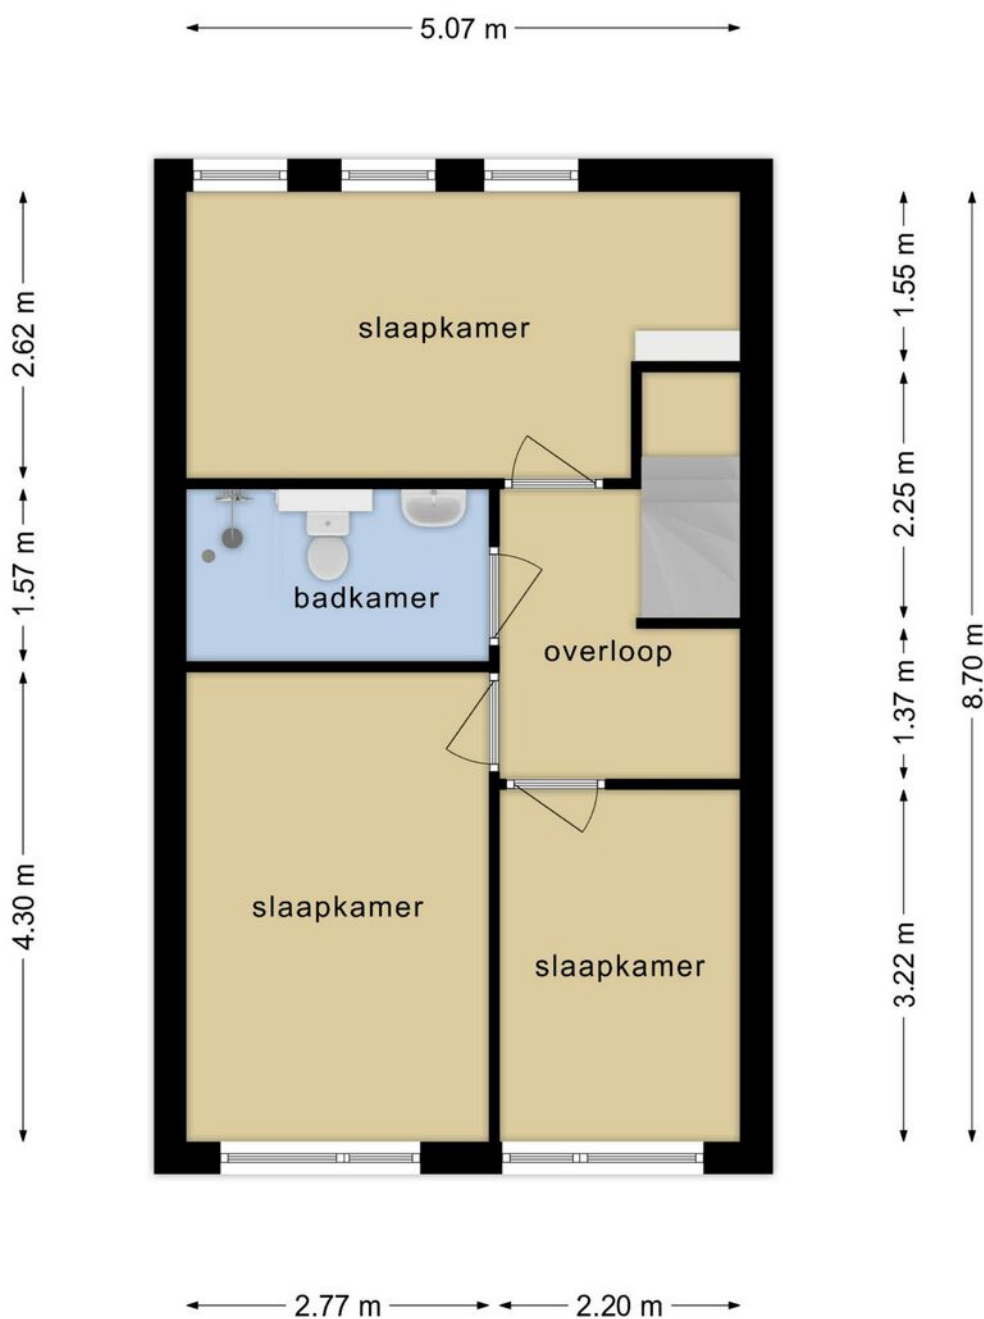 5.07 m
2.62 m
1.55 m
slaapkamer
2.25 m
1.57 m
badkamer
overloop
1.37 m
8.70 m
4.30 m
slaapkamer
slaapkamer
3.22 m
2.77 m
2.20 m